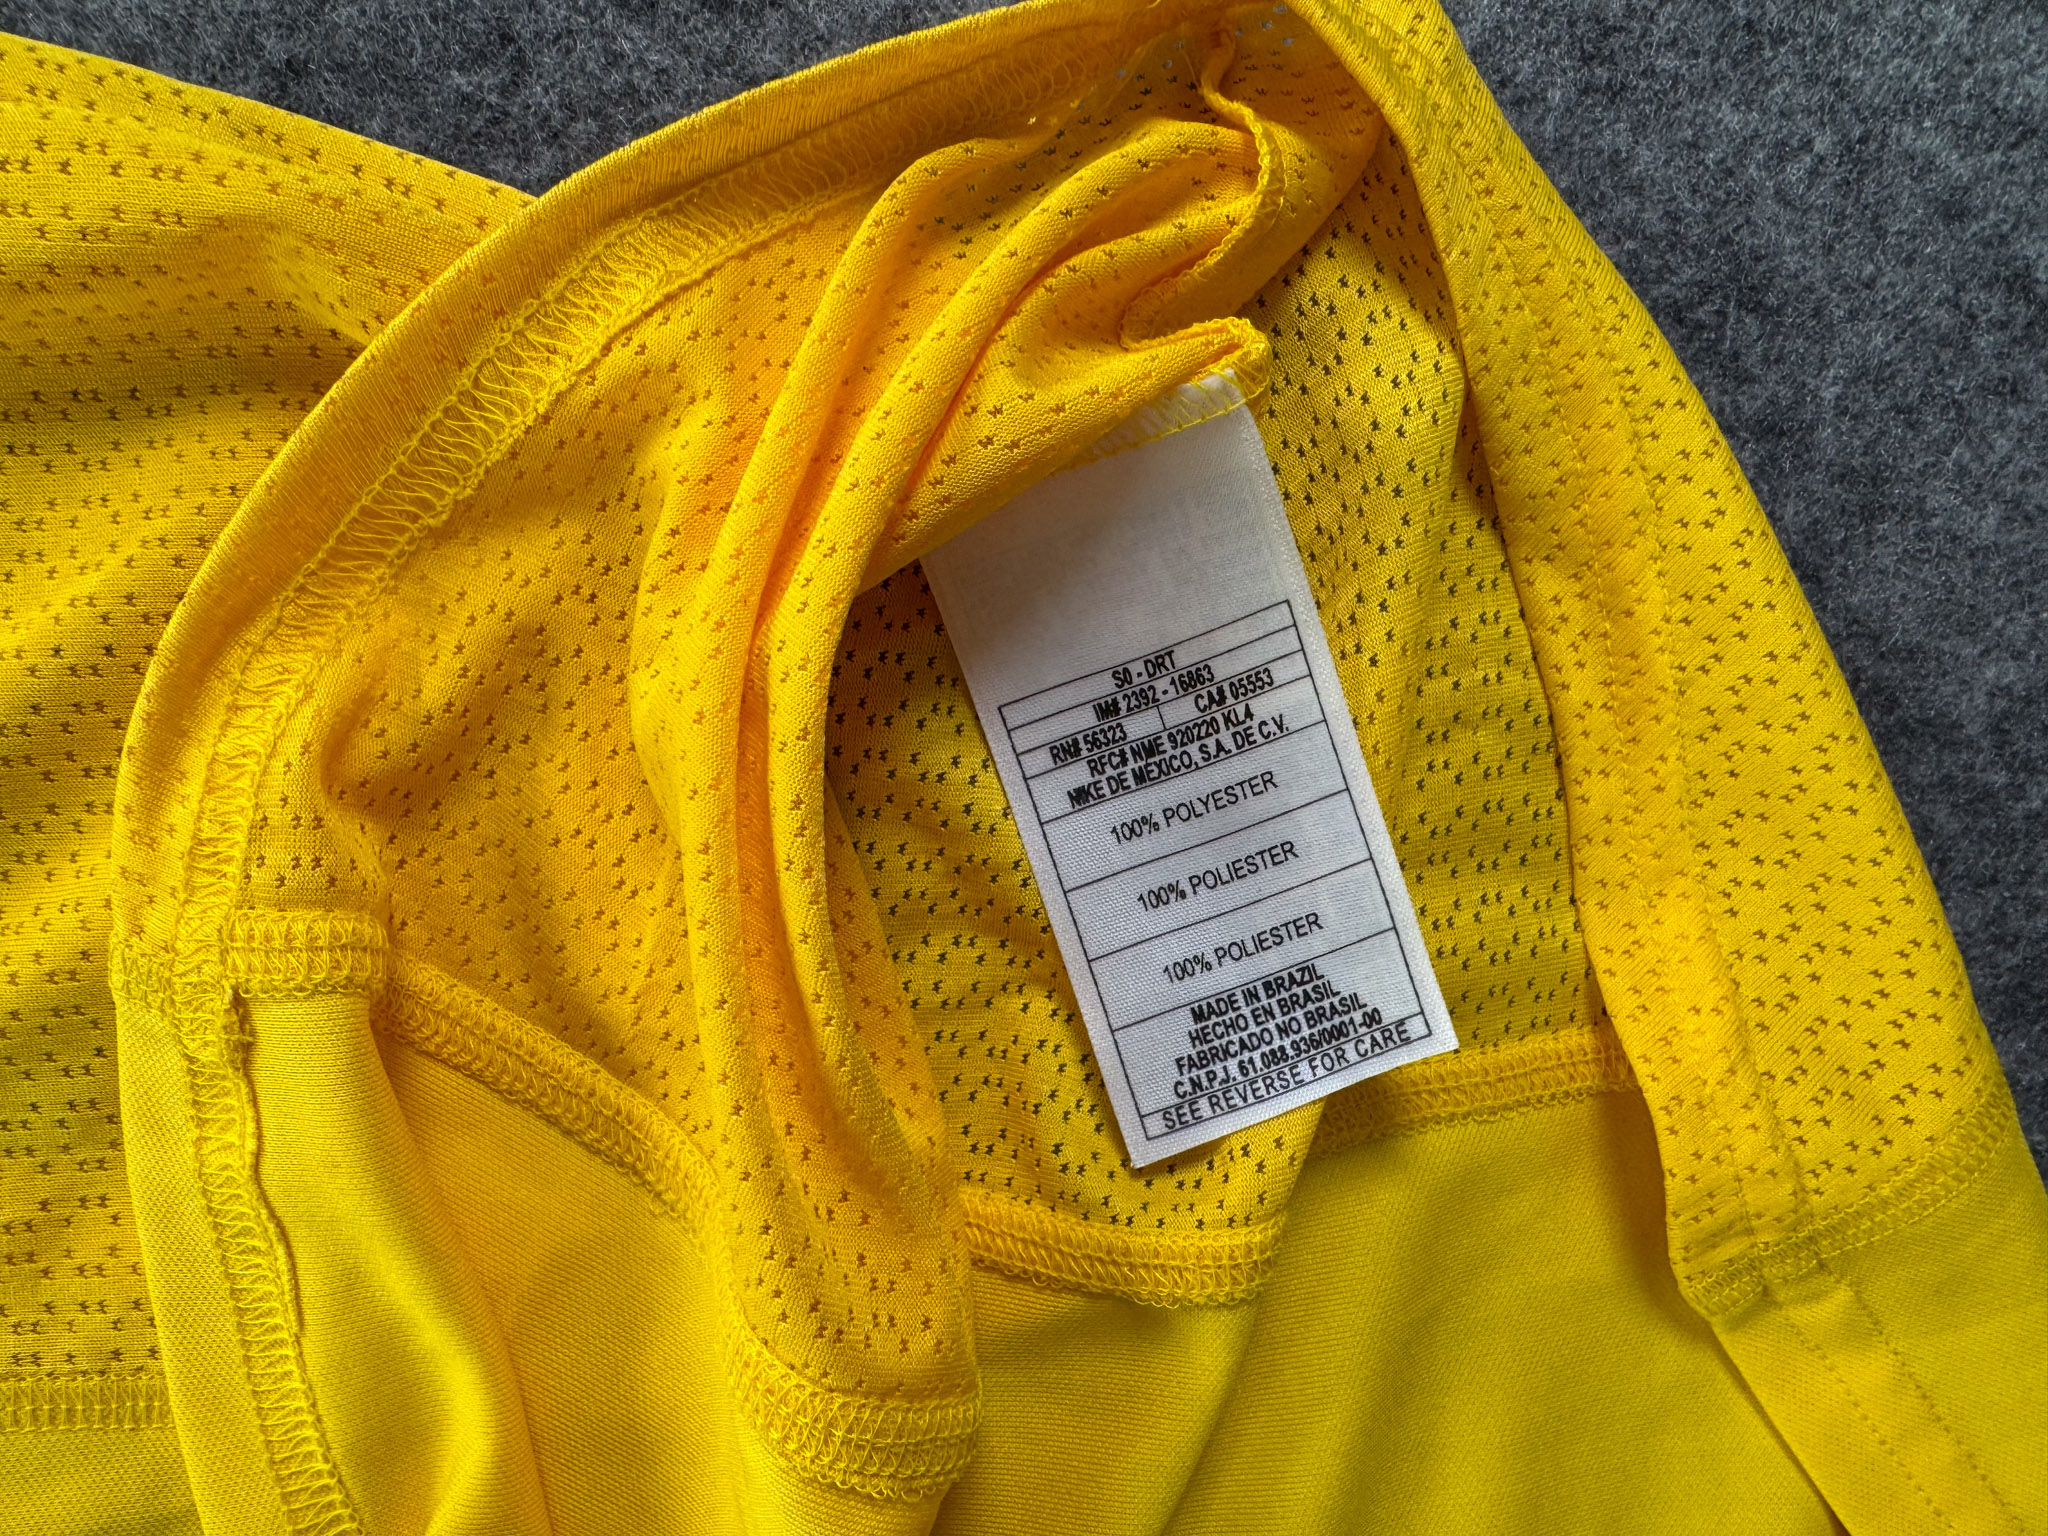 S0 - DRT
IM# 2392 - 16863
RN# 56323 CA# 05553
RFC# NME 920220 KL4
NIKE DE MEXICO, S.A. DE C.V.
100% POLYESTER
100% POLIESTER
100% POLIESTER
MADE IN BRAZIL
HECHO EN BRASIL
FABRICADO NO BRASIL
C.N.P.J. 61.088.936/0001-00
SEE REVERSE FOR CARE